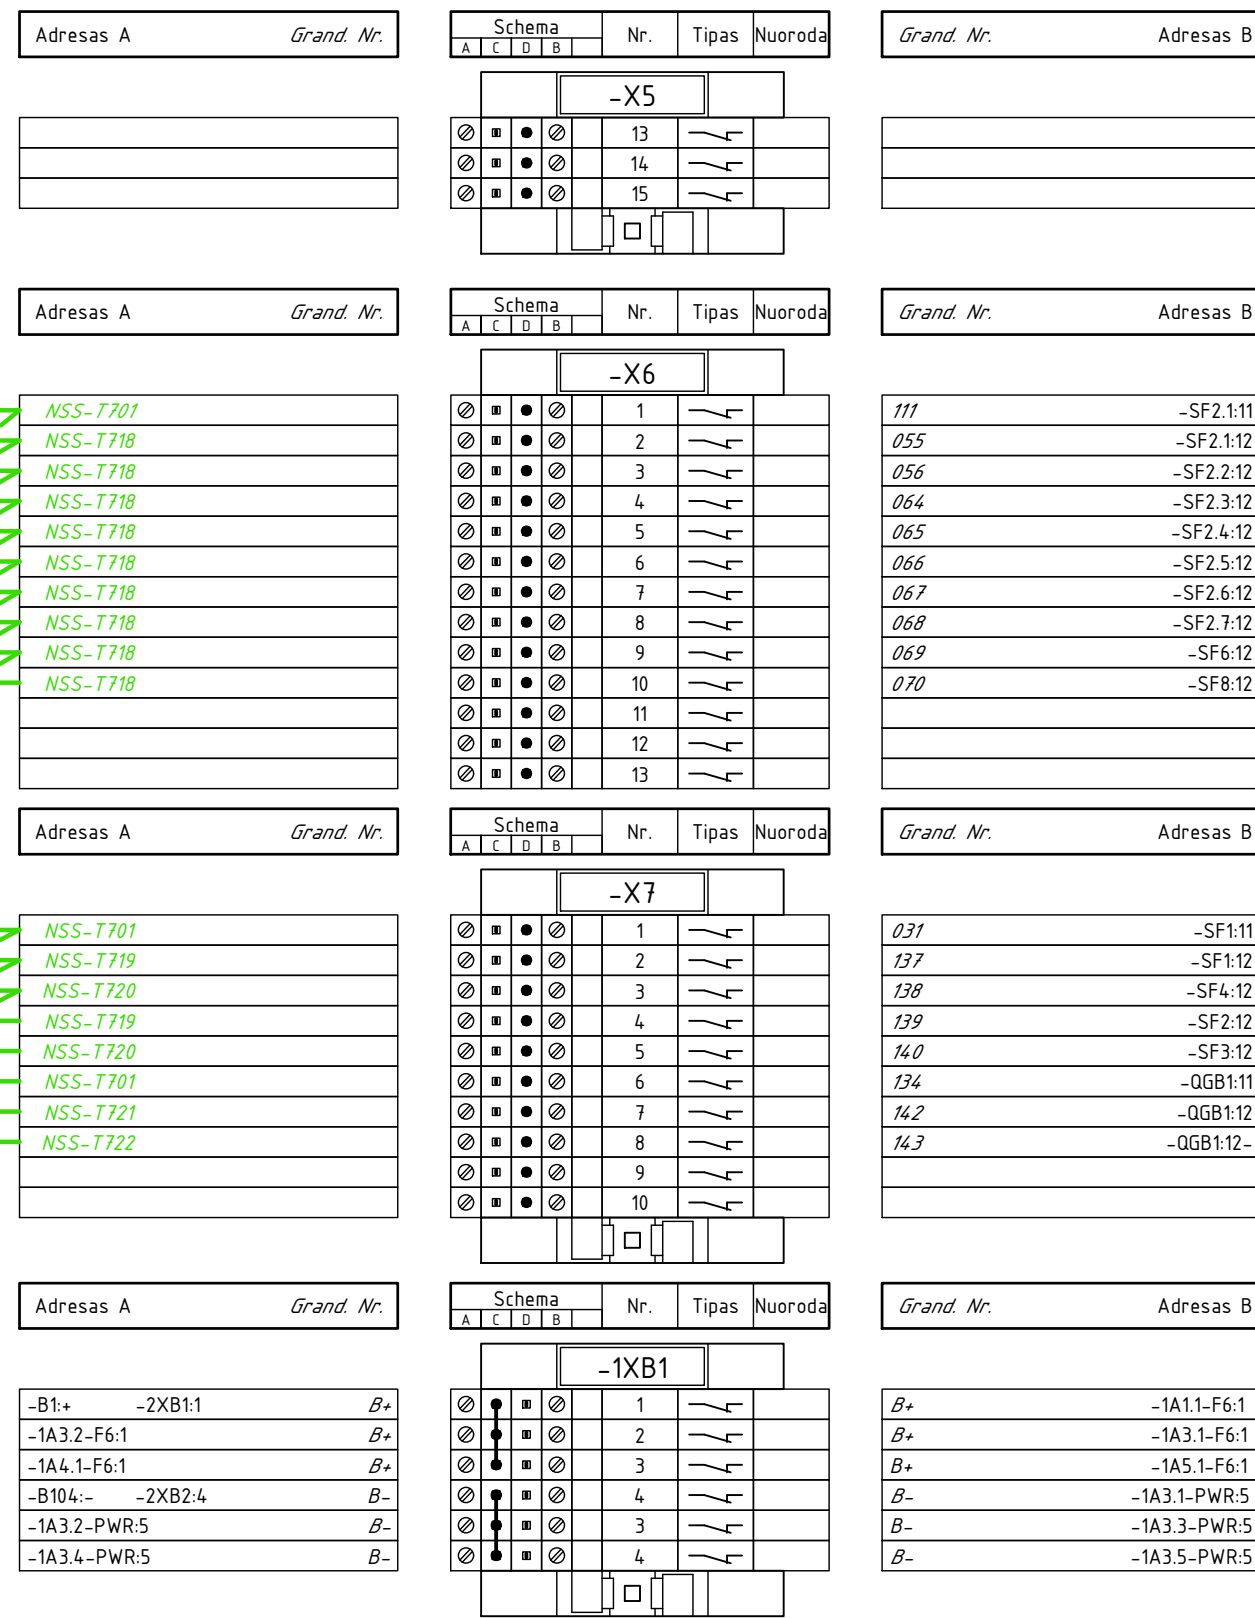 Adresas A Grand. Nr. Schema Nr. Tipas Nuoroda Grand. Nr. Adresas B
A C D B
-X5
13
14
15
Adresas A Grand. Nr. Schema Nr. Tipas Nuoroda Grand. Nr. Adresas B
A C D B
-X6
NSS-T701 1 111 -SF2.1:11
NSS-T718 2 055 -SF2.1:12
NSS-T718 3 056 -SF2.2:12
NSS-T718 4 064 -SF2.3:12
NSS-T718 5 065 -SF2.4:12
NSS-T718 6 066 -SF2.5:12
NSS-T718 7 067 -SF2.6:12
NSS-T718 8 068 -SF2.7:12
NSS-T718 9 069 -SF6:12
NSS-T718 10 070 -SF8:12
11
12
13
Adresas A Grand. Nr. Schema Nr. Tipas Nuoroda Grand. Nr. Adresas B
A C D B
-X7
NSS-T701 1 031 -SF1:11
NSS-T719 2 137 -SF1:12
NSS-T720 3 138 -SF4:12
NSS-T719 4 139 -SF2:12
NSS-T720 5 140 -SF3:12
NSS-T701 6 134 -QGB1:11
NSS-T721 7 142 -QGB1:12
NSS-T722 8 143 -QGB1:12-
9
10
Adresas A Grand. Nr. Schema Nr. Tipas Nuoroda Grand. Nr. Adresas B
A C D B
-1XB1
-B1:+ -2XB1:1 B+ 1 B+ -1A1.1-F6:1
-1A3.2-F6:1 B+ 2 B+ -1A3.1-F6:1
-1A4.1-F6:1 B+ 3 B+ -1A5.1-F6:1
-B104:- -2XB2:4 B- 4 B- -1A3.1-PWR:5
-1A3.2-PWR:5 B- 3 B- -1A3.3-PWR:5
-1A3.4-PWR:5 B- 4 B- -1A3.5-PWR:5